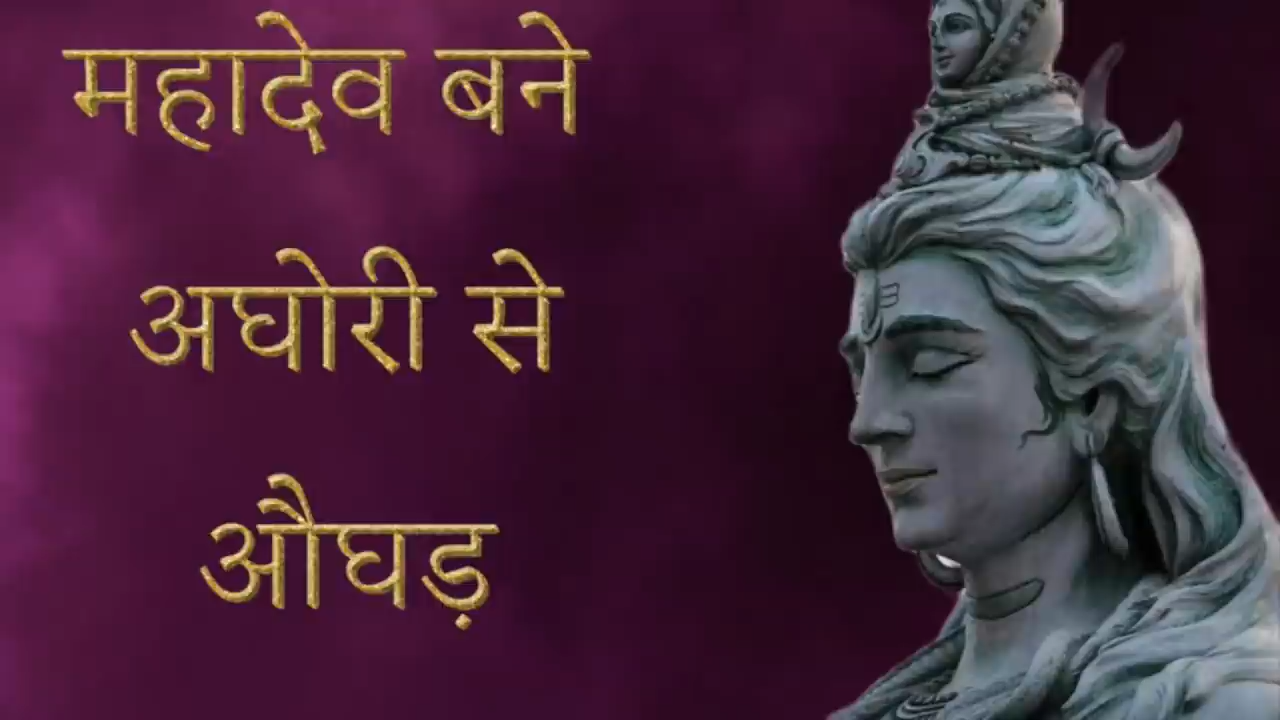 महादेव बने
अघोरी से
औघड़